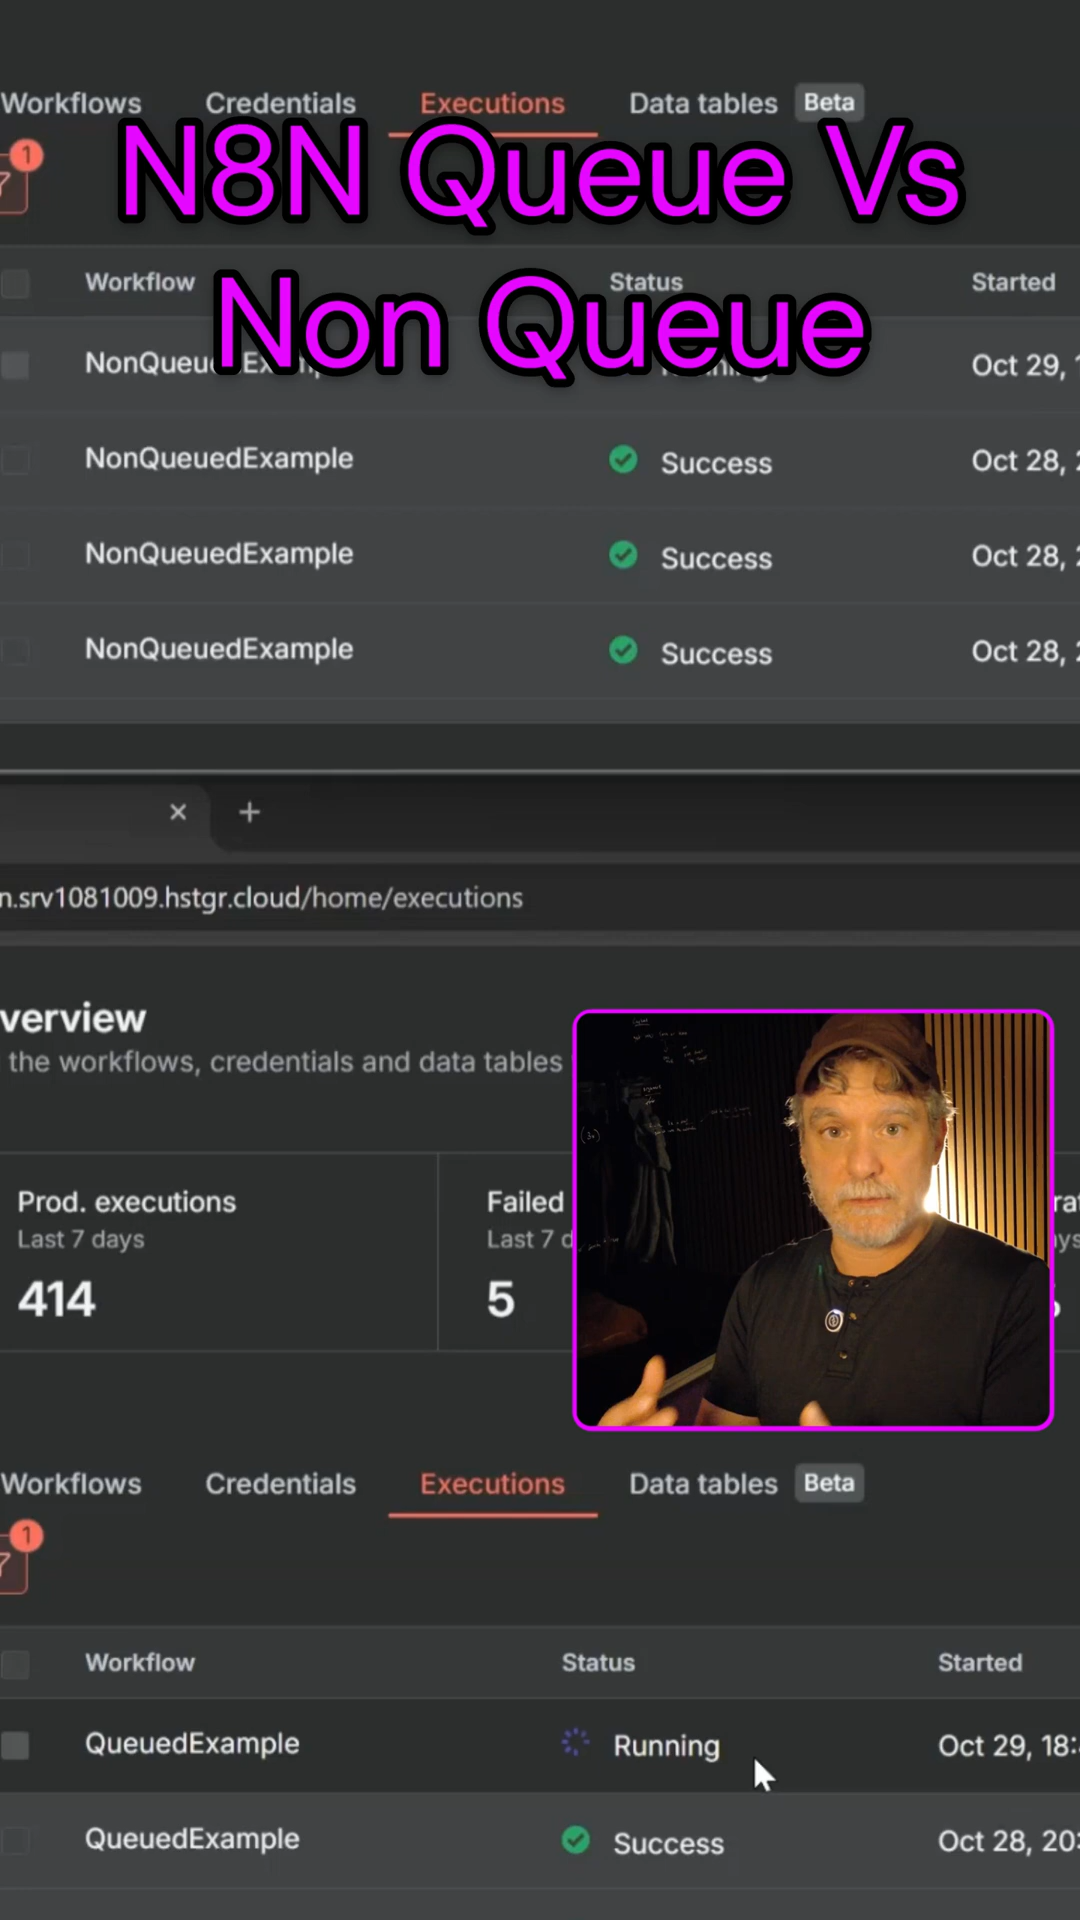 Workflows Credentials Executions Data tables Beta
1
N8N Queue Vs
Non Queue
Workflow Status Started
Oct 29,
NonQueuedExample Success Oct 28,
NonQueuedExample Success Oct 28,
NonQueuedExample Success Oct 28,
n.srv1081009.hstgr.cloud/home/executions
verview
the workflows, credentials and data tables
Prod. executions Failed
Last 7 days Last 7 d
414 5
Workflows Credentials Executions Data tables Beta
1
Workflow Status Started
QueuedExample Running Oct 29, 18:
QueuedExample Success Oct 28, 20: